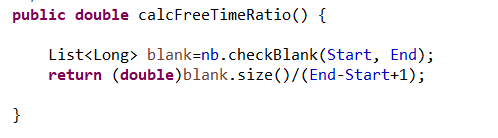 public double calcFreeTimeRatio() {
List<Long> blank=nb.checkBlank(Start, End);
return (double)blank.size()/(End-Start+1);
}